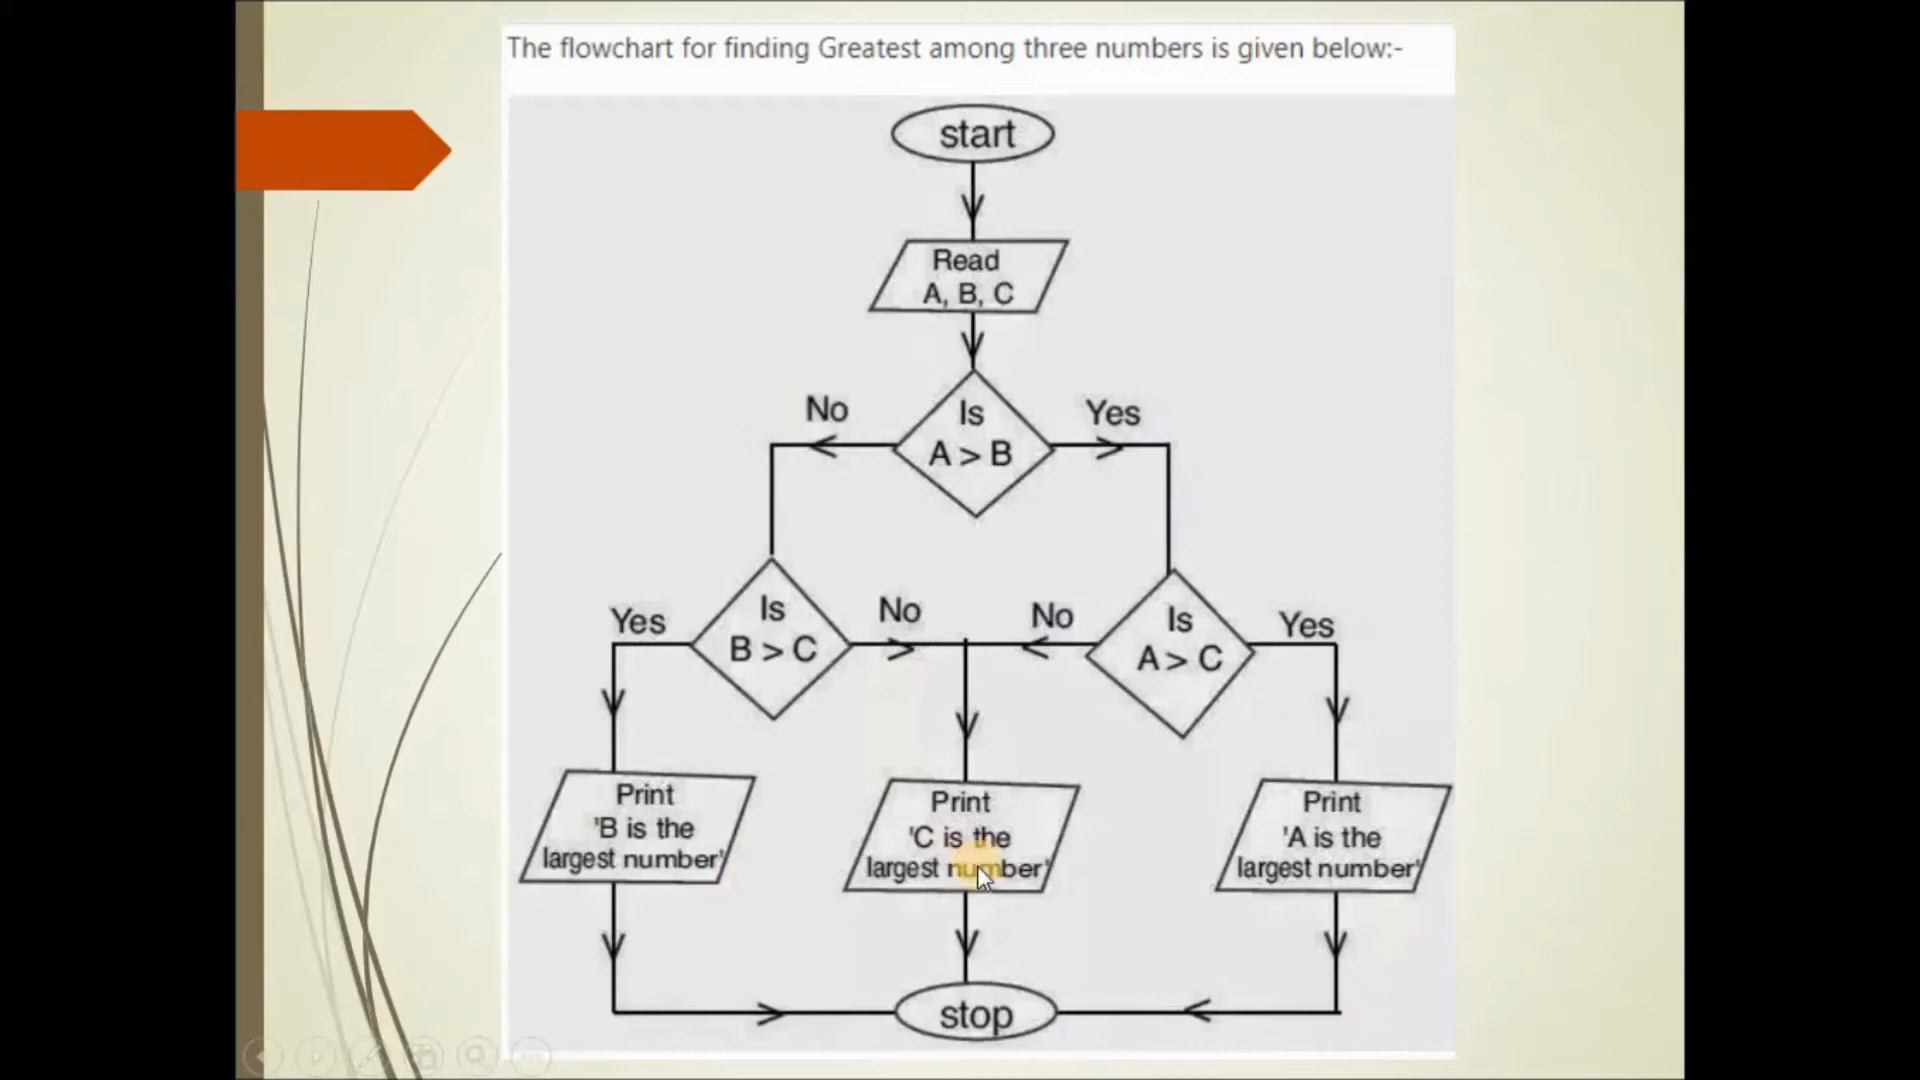 The flowchart for finding Greatest among three numbers is given below:-
start
Read
A, B, C
No
Is
A > B
Yes
Yes
Is
B > C
No
No
Is
A > C
Yes
Print
'B is the
largest number'
Print
'C is the
largest number'
Print
'A is the
largest number'
stop